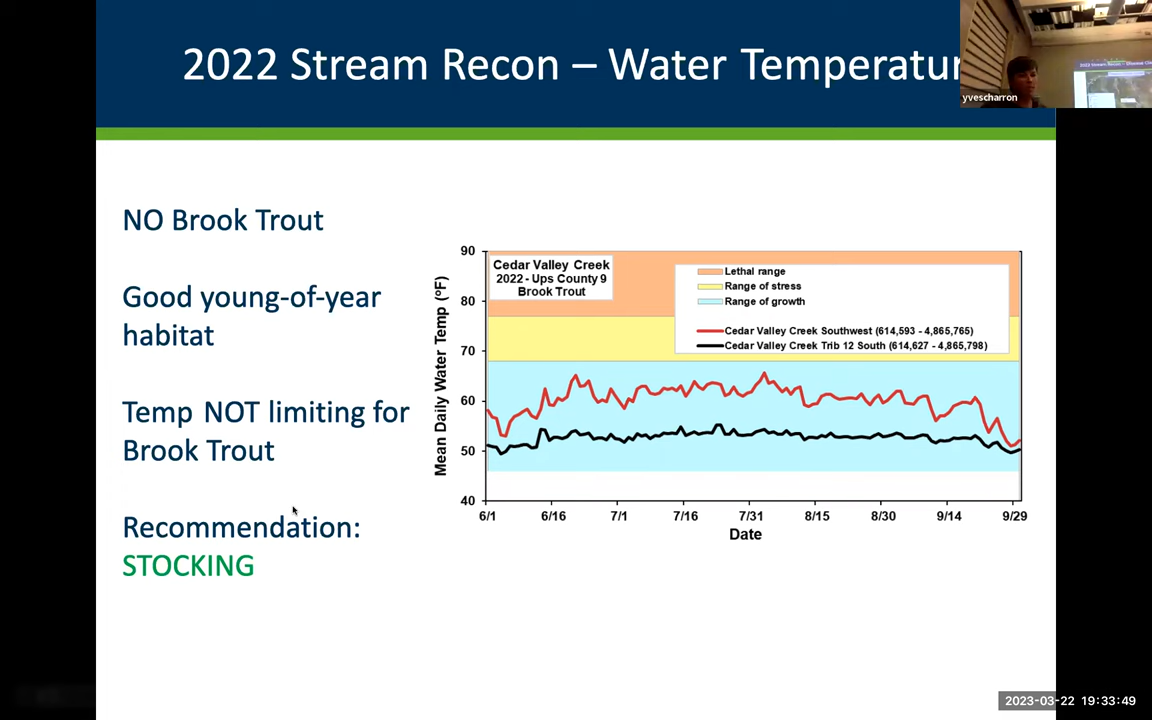 2022 Stream Recon – Water Temperatur
yvescharron
NO Brook Trout
Good young-of-year
habitat
Temp NOT limiting for
Brook Trout
Recommendation:
STOCKING
Cedar Valley Creek
2022 - Ups County 9
Brook Trout
Lethal range
Range of stress
Range of growth
Cedar Valley Creek Southwest (614,593 - 4,865,765)
Cedar Valley Creek Trib 12 South (614,627 - 4,865,798)
Mean Daily Water Temp (°F)
90
80
70
60
50
40
6/1 6/16 7/1 7/16 7/31 8/15 8/30 9/14 9/29
Date
2023-03-22 19:33:49